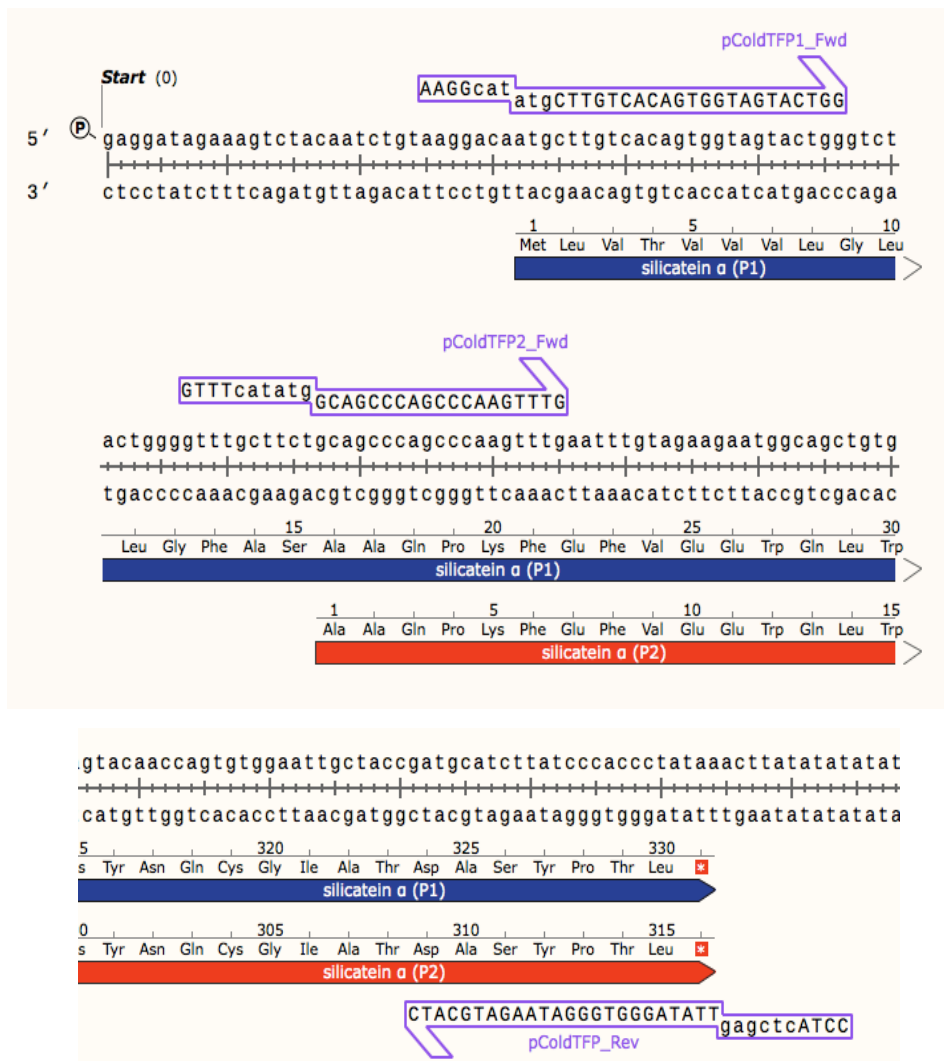 pColdTFP1_Fwd
Start (0)
AAGGcat
atgCTTGTCACAGTGGTAGTACTGG
5′ P gaggatagaaagtctacaatctgtaaggacaatgcttgtcacagtggtagtactgggtct
3′ ctcctatctttcagatgttagacattcctgttacgaacagtgtcaccatcatgacccaga
1 5 10
Met Leu Val Thr Val Val Val Leu Gly Leu
silicatein α (P1)
pColdTFP2_Fwd
GTTTcatatg
GCAGCCCAGCCCAAGTTTG
actggggtttgcttctgcagcccagcccaagtttgaatttgtagaagaatggcagctgtg
tgaccccaaacgaagacgtcgggtcgggttcaaacttaaacatcttcttaccgtcgacac
15 20 25 30
Leu Gly Phe Ala Ser Ala Ala Gln Pro Lys Phe Glu Phe Val Glu Glu Trp Gln Leu Trp
silicatein α (P1)
1 5 10 15
Ala Ala Gln Pro Lys Phe Glu Phe Val Glu Glu Trp Gln Leu Trp
silicatein α (P2)
gtacaaccagtgtggaattgctaccgatgcatcttatcccaccctataaacttatatatatat
catgttggtcacaccttaacgatggctacgtagaatagggtgggatatttgaatatatatata
5 320 325 330
s Tyr Asn Gln Cys Gly Ile Ala Thr Asp Ala Ser Tyr Pro Thr Leu *
silicatein α (P1)
0 305 310 315
s Tyr Asn Gln Cys Gly Ile Ala Thr Asp Ala Ser Tyr Pro Thr Leu *
silicatein α (P2)
CTACGTAGAATAGGGTGGGATATT
gagctcATCC
pColdTFP_Rev